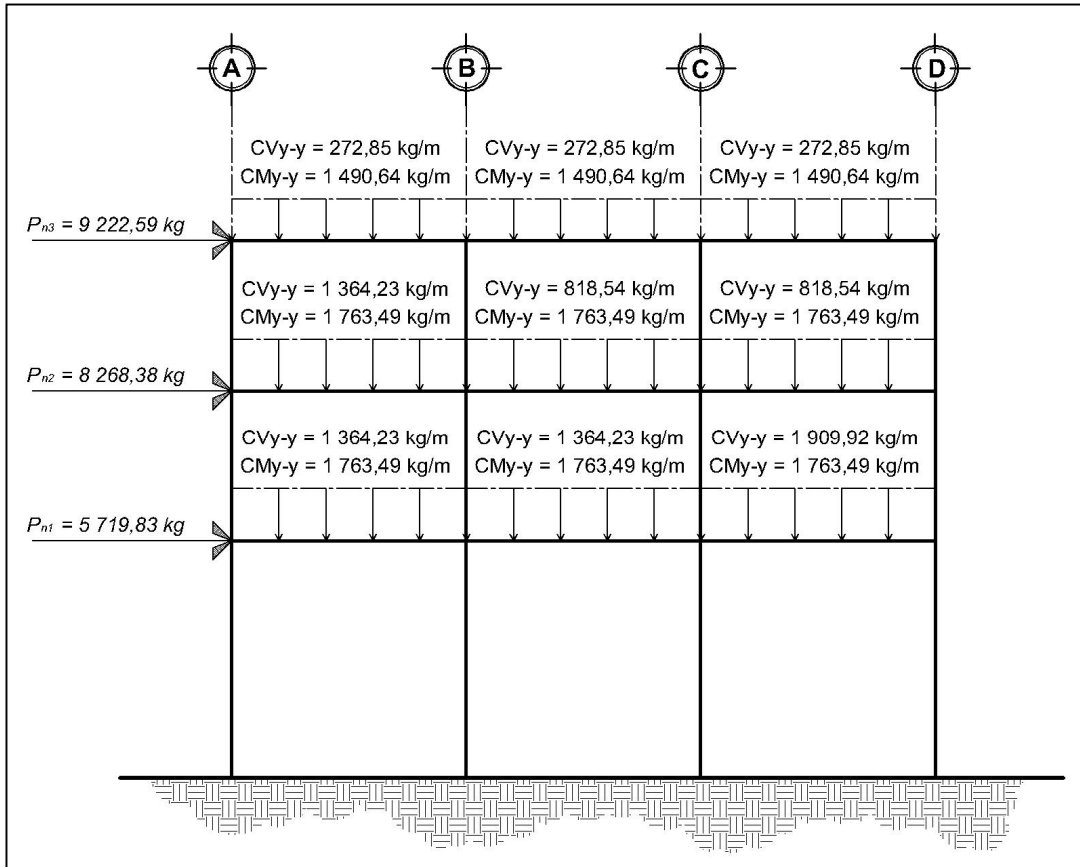 A B C D
CVy-y = 272,85 kg/m CVy-y = 272,85 kg/m CVy-y = 272,85 kg/m
CMy-y = 1 490,64 kg/m CMy-y = 1 490,64 kg/m CMy-y = 1 490,64 kg/m
Pn3 = 9 222,59 kg
CVy-y = 1 364,23 kg/m CVy-y = 818,54 kg/m CVy-y = 818,54 kg/m
CMy-y = 1 763,49 kg/m CMy-y = 1 763,49 kg/m CMy-y = 1 763,49 kg/m
Pn2 = 8 268,38 kg
CVy-y = 1 364,23 kg/m CVy-y = 1 364,23 kg/m CVy-y = 1 909,92 kg/m
CMy-y = 1 763,49 kg/m CMy-y = 1 763,49 kg/m CMy-y = 1 763,49 kg/m
Pn1 = 5 719,83 kg